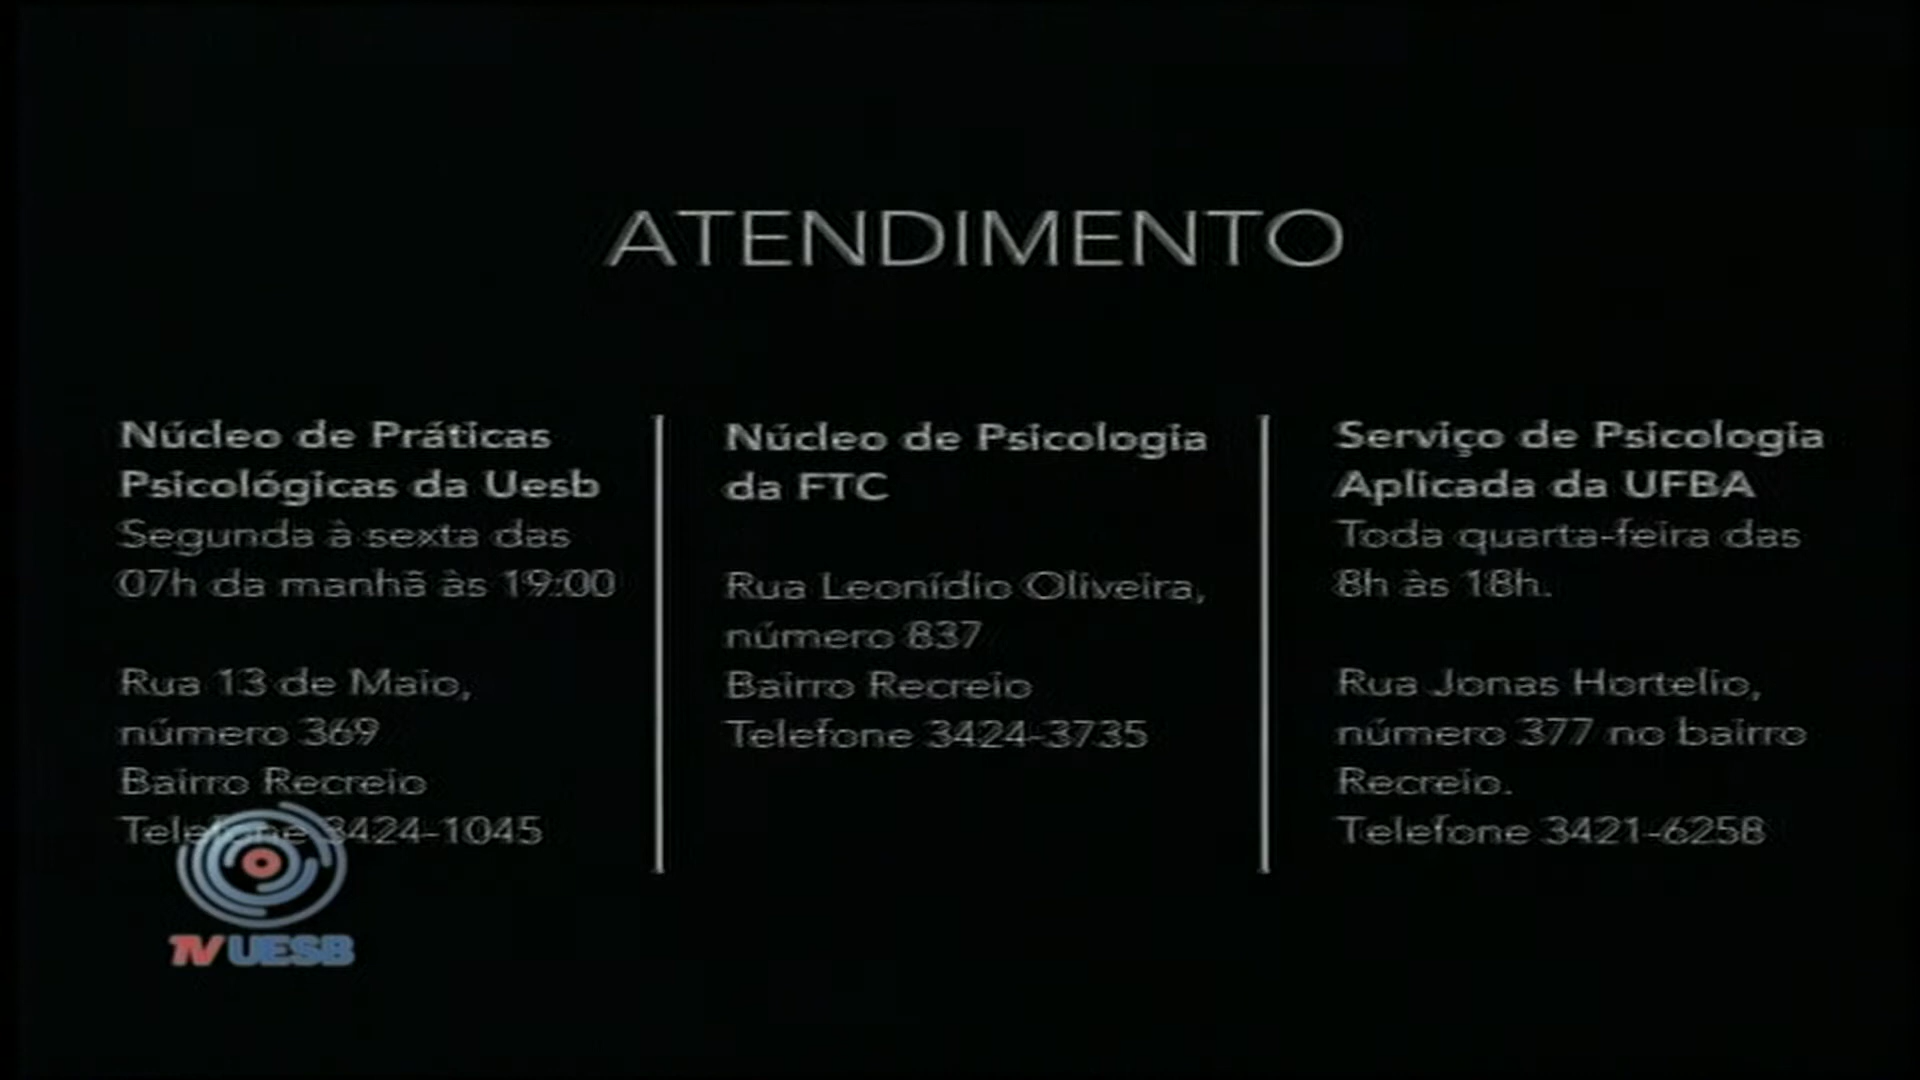 ATENDIMENTO
Núcleo de Práticas
Psicológicas da Uesb
Segunda à sexta das
07h da manhã às 19:00
Rua 13 de Maio,
número 369
Bairro Recreio
Telefone 3424-1045
Núcleo de Psicologia
da FTC
Rua Leonídio Oliveira,
número 837
Bairro Recreio
Telefone 3424-3735
Serviço de Psicologia
Aplicada da UFBA
Toda quarta-feira das
8h às 18h.
Rua Jonas Hortelio,
número 377 no bairro
Recreio.
Telefone 3421-6258
TV UESB